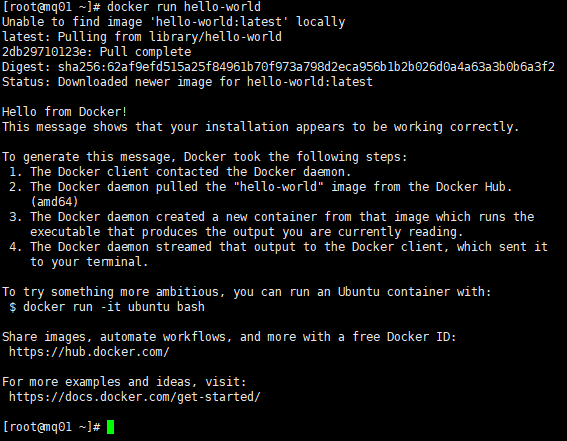 [root@mq01 ~]# docker run hello-world
Unable to find image 'hello-world:latest' locally
latest: Pulling from library/hello-world
2db29710123e: Pull complete
Digest: sha256:62af9efd515a25f84961b70f973a798d2eca956b1b2b026d0a4a63a3b0b6a3f2
Status: Downloaded newer image for hello-world:latest

Hello from Docker!
This message shows that your installation appears to be working correctly.

To generate this message, Docker took the following steps:
 1. The Docker client contacted the Docker daemon.
 2. The Docker daemon pulled the "hello-world" image from the Docker Hub.
    (amd64)
 3. The Docker daemon created a new container from that image which runs the
    executable that produces the output you are currently reading.
 4. The Docker daemon streamed that output to the Docker client, which sent it
    to your terminal.

To try something more ambitious, you can run an Ubuntu container with:
 $ docker run -it ubuntu bash

Share images, automate workflows, and more with a free Docker ID:
 https://hub.docker.com/

For more examples and ideas, visit:
 https://docs.docker.com/get-started/

[root@mq01 ~]#